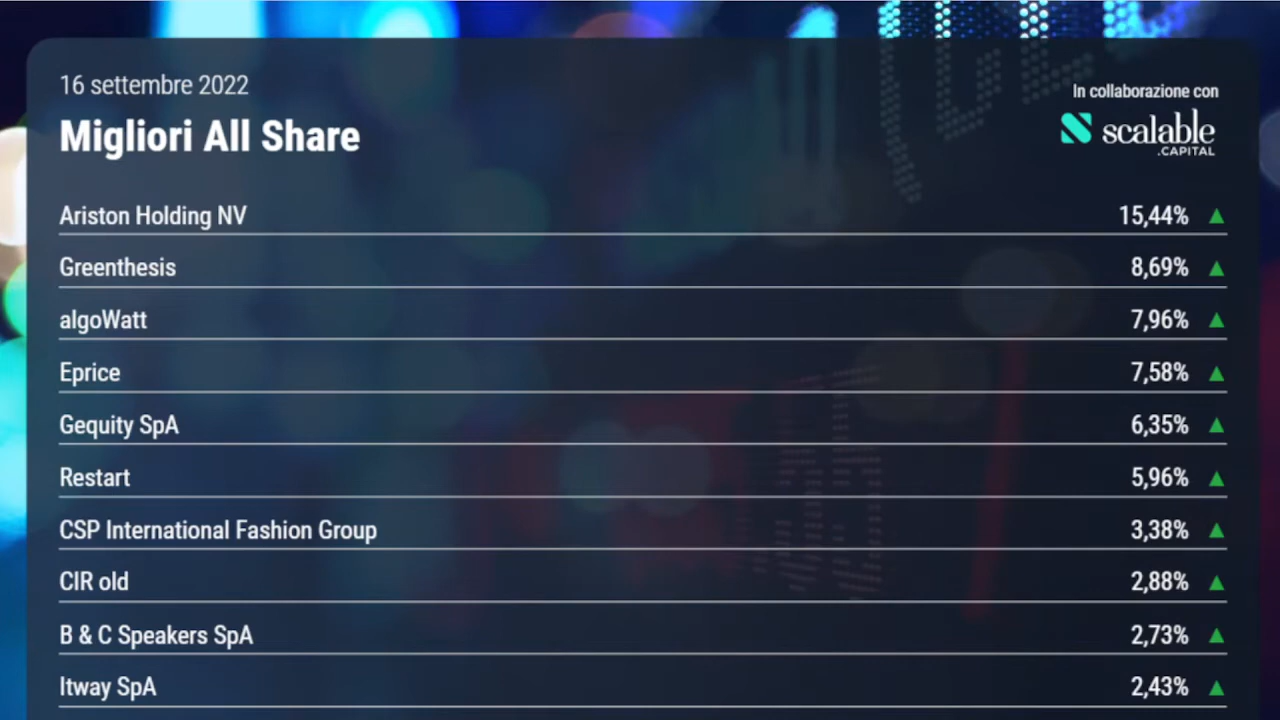 16 settembre 2022
In collaborazione con
Migliori All Share
scalable
.CAPITAL
Ariston Holding NV 15,44% ▲
Greenthesis 8,69% ▲
algoWatt 7,96% ▲
Eprice 7,58% ▲
Gequity SpA 6,35% ▲
Restart 5,96% ▲
CSP International Fashion Group 3,38% ▲
CIR old 2,88% ▲
B & C Speakers SpA 2,73% ▲
Itway SpA 2,43% ▲